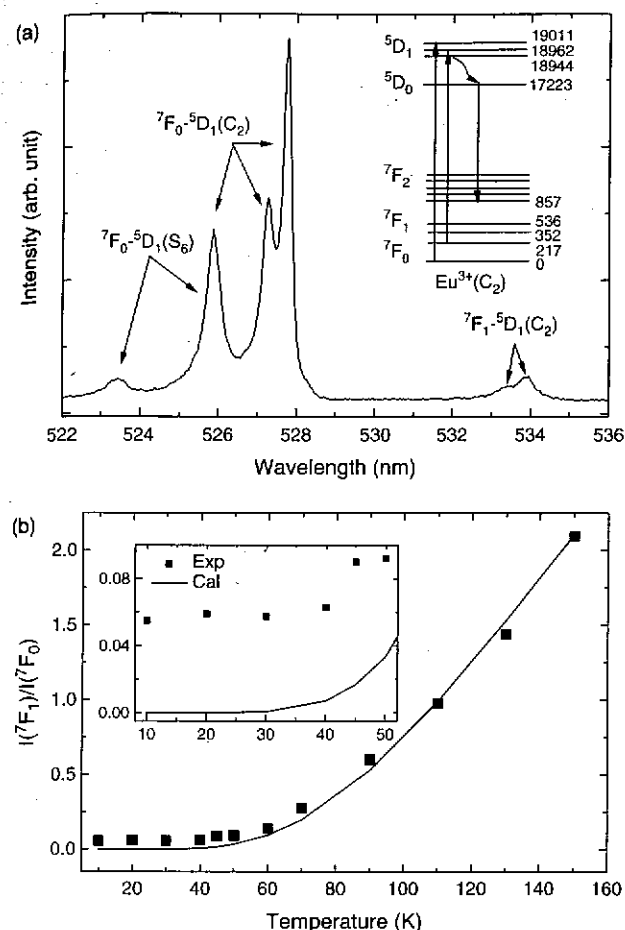 (a)
⁵D₁
19011
18962
18944
⁵D₀
17223
⁷F₀-⁵D₁(C₂)
⁷F₂
857
⁷F₀-⁵D₁(S₆)
⁷F₁
536
352
⁷F₀
217
0
Eu³⁺(C₂)
⁷F₁-⁵D₁(C₂)
Intensity (arb. unit)
522 524 526 528 530 532 534 536
Wavelength (nm)
(b)
2.0
1.5
1.0
0.5
0.0
I(⁷F₁)/I(⁷F₀)
Exp
Cal
0.08
0.04
0.00
10 20 30 40 50
20 40 60 80 100 120 140 160
Temperature (K)